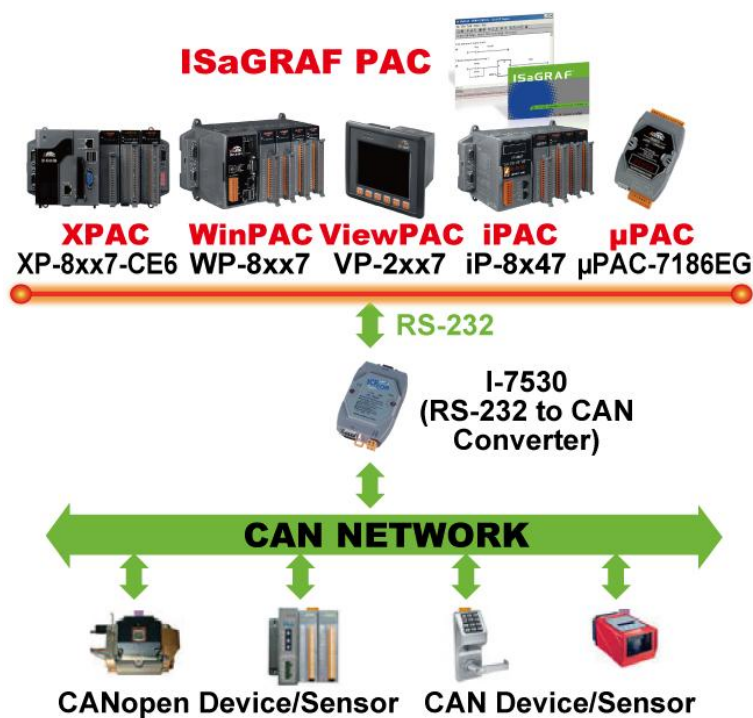 ISaGRAF PAC
ISaGRAF
XPAC WinPAC ViewPAC iPAC µPAC
XP-8xx7-CE6 WP-8xx7 VP-2xx7 iP-8x47 µPAC-7186EG
RS-232
I-7530
(RS-232 to CAN
Converter)
CAN NETWORK
CANopen Device/Sensor CAN Device/Sensor